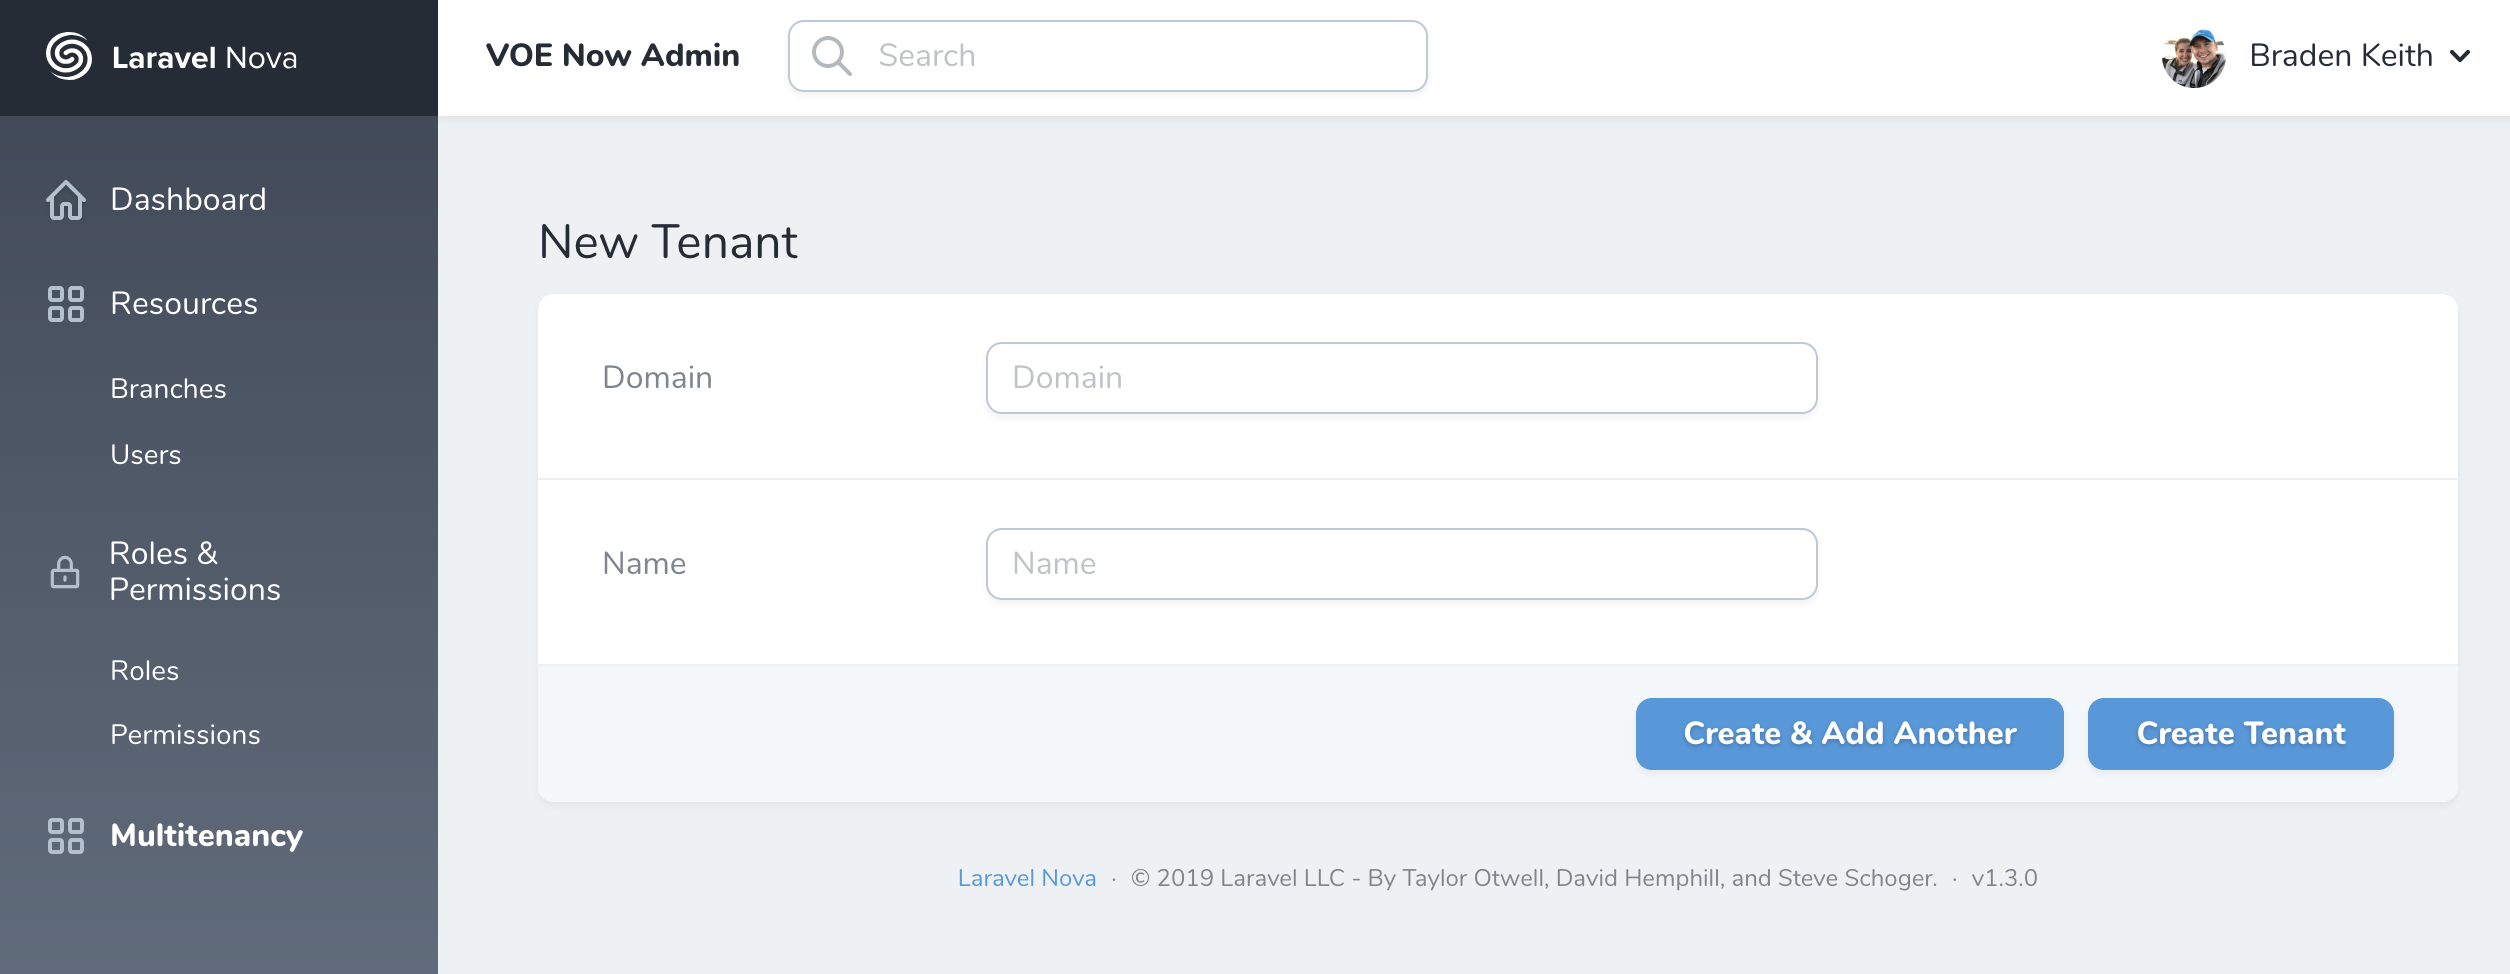 Laravel Nova
VOE Now Admin
Search
Braden Keith
Dashboard
Resources
Branches
Users
Roles &
Permissions
Roles
Permissions
Multitenancy
New Tenant
Domain
Domain
Name
Name
Create & Add Another
Create Tenant
Laravel Nova · © 2019 Laravel LLC - By Taylor Otwell, David Hemphill, and Steve Schoger. · v1.3.0